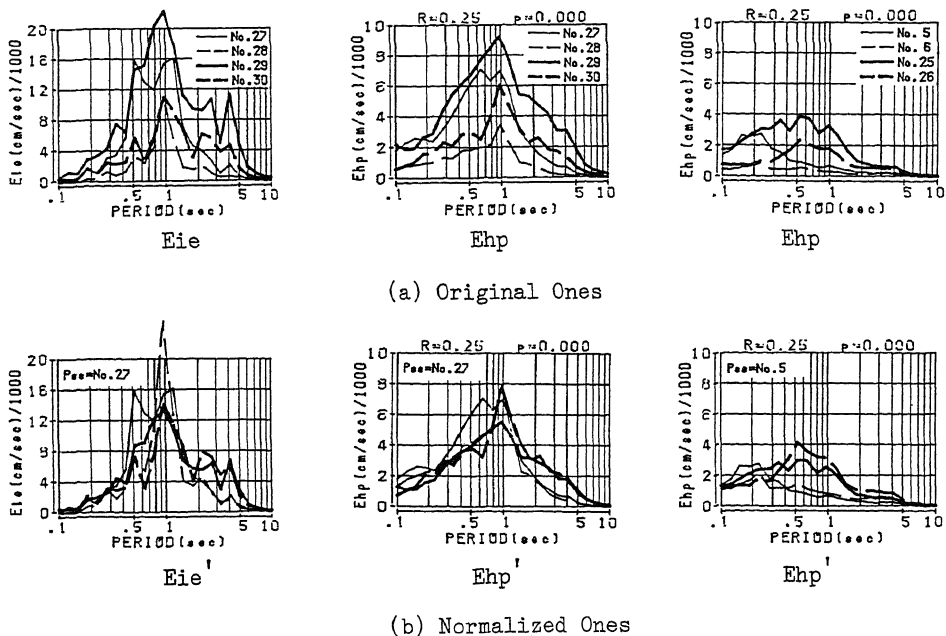 R=0.25 p=0.000
R=0.25 p=0.000
Eie(cm/sec)/1000
20
16
12
8
4
0
No.27
No.28
No.29
No.30
.1 .5 1 5 10
PERIOD(sec)
Eie
Ehp(cm/sec)/1000
10
8
6
4
2
0
No.27
No.28
No.29
No.30
.1 .5 1 5 10
PERIOD(sec)
Ehp
Ehp(cm/sec)/1000
10
8
6
4
2
0
No.5
No.6
No.25
No.26
.1 .5 1 5 10
PERIOD(sec)
Ehp
(a) Original Ones
R=0.25 p=0.000
R=0.25 p=0.000
Eie(cm/sec)/1000
20
16
12
8
4
0
Pss=No.27
.1 .5 1 5 10
PERIOD(sec)
Eie'
Ehp(cm/sec)/1000
10
8
6
4
2
0
Pss=No.27
.1 .5 1 5 10
PERIOD(sec)
Ehp'
Ehp(cm/sec)/1000
10
8
6
4
2
0
Pss=No.5
.1 .5 1 5 10
PERIOD(sec)
Ehp'
(b) Normalized Ones